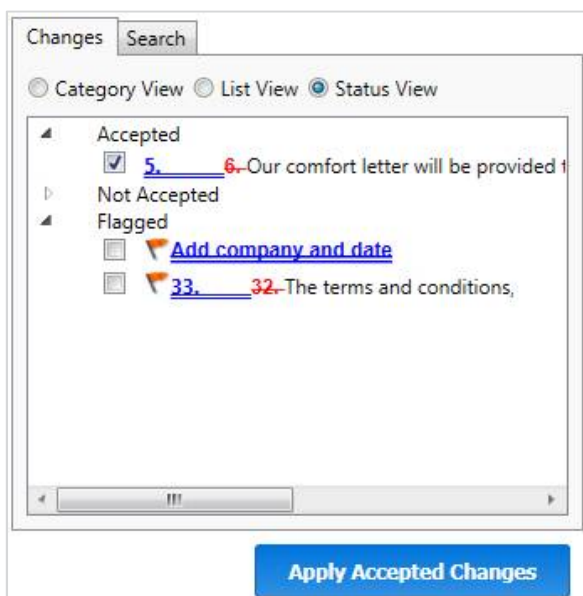 Changes Search
Category View List View Status View
Accepted
5. 6. Our comfort letter will be provided t
Not Accepted
Flagged
Add company and date
33. 32. The terms and conditions,
Apply Accepted Changes